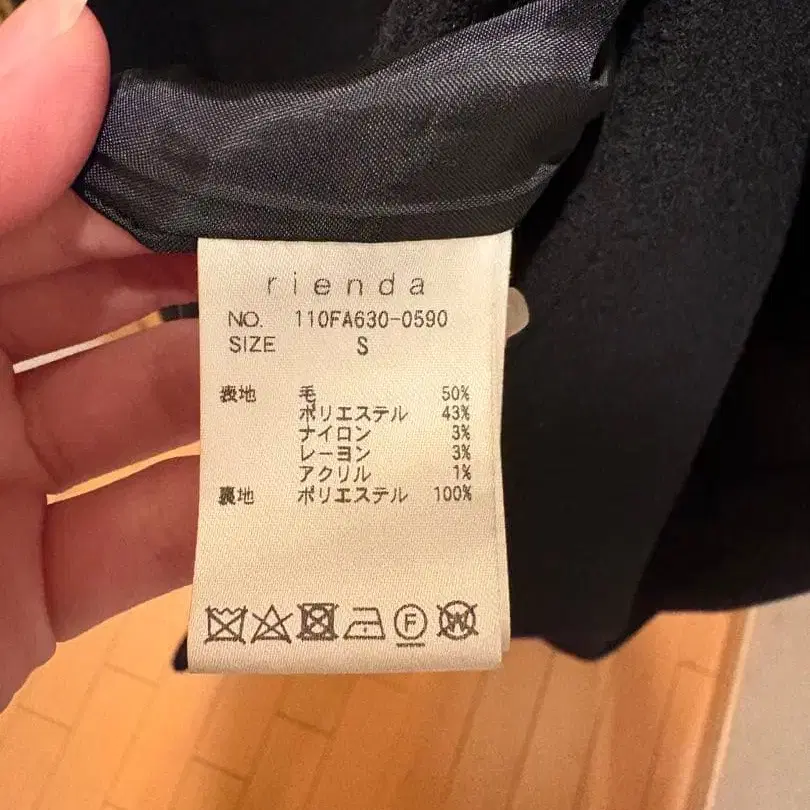 rienda
NO. 110FA630-0590
SIZE S
表地 毛 50%
ポリエステル 43%
ナイロン 3%
レーヨン 3%
アクリル 1%
裏地 ポリエステル 100%
F W